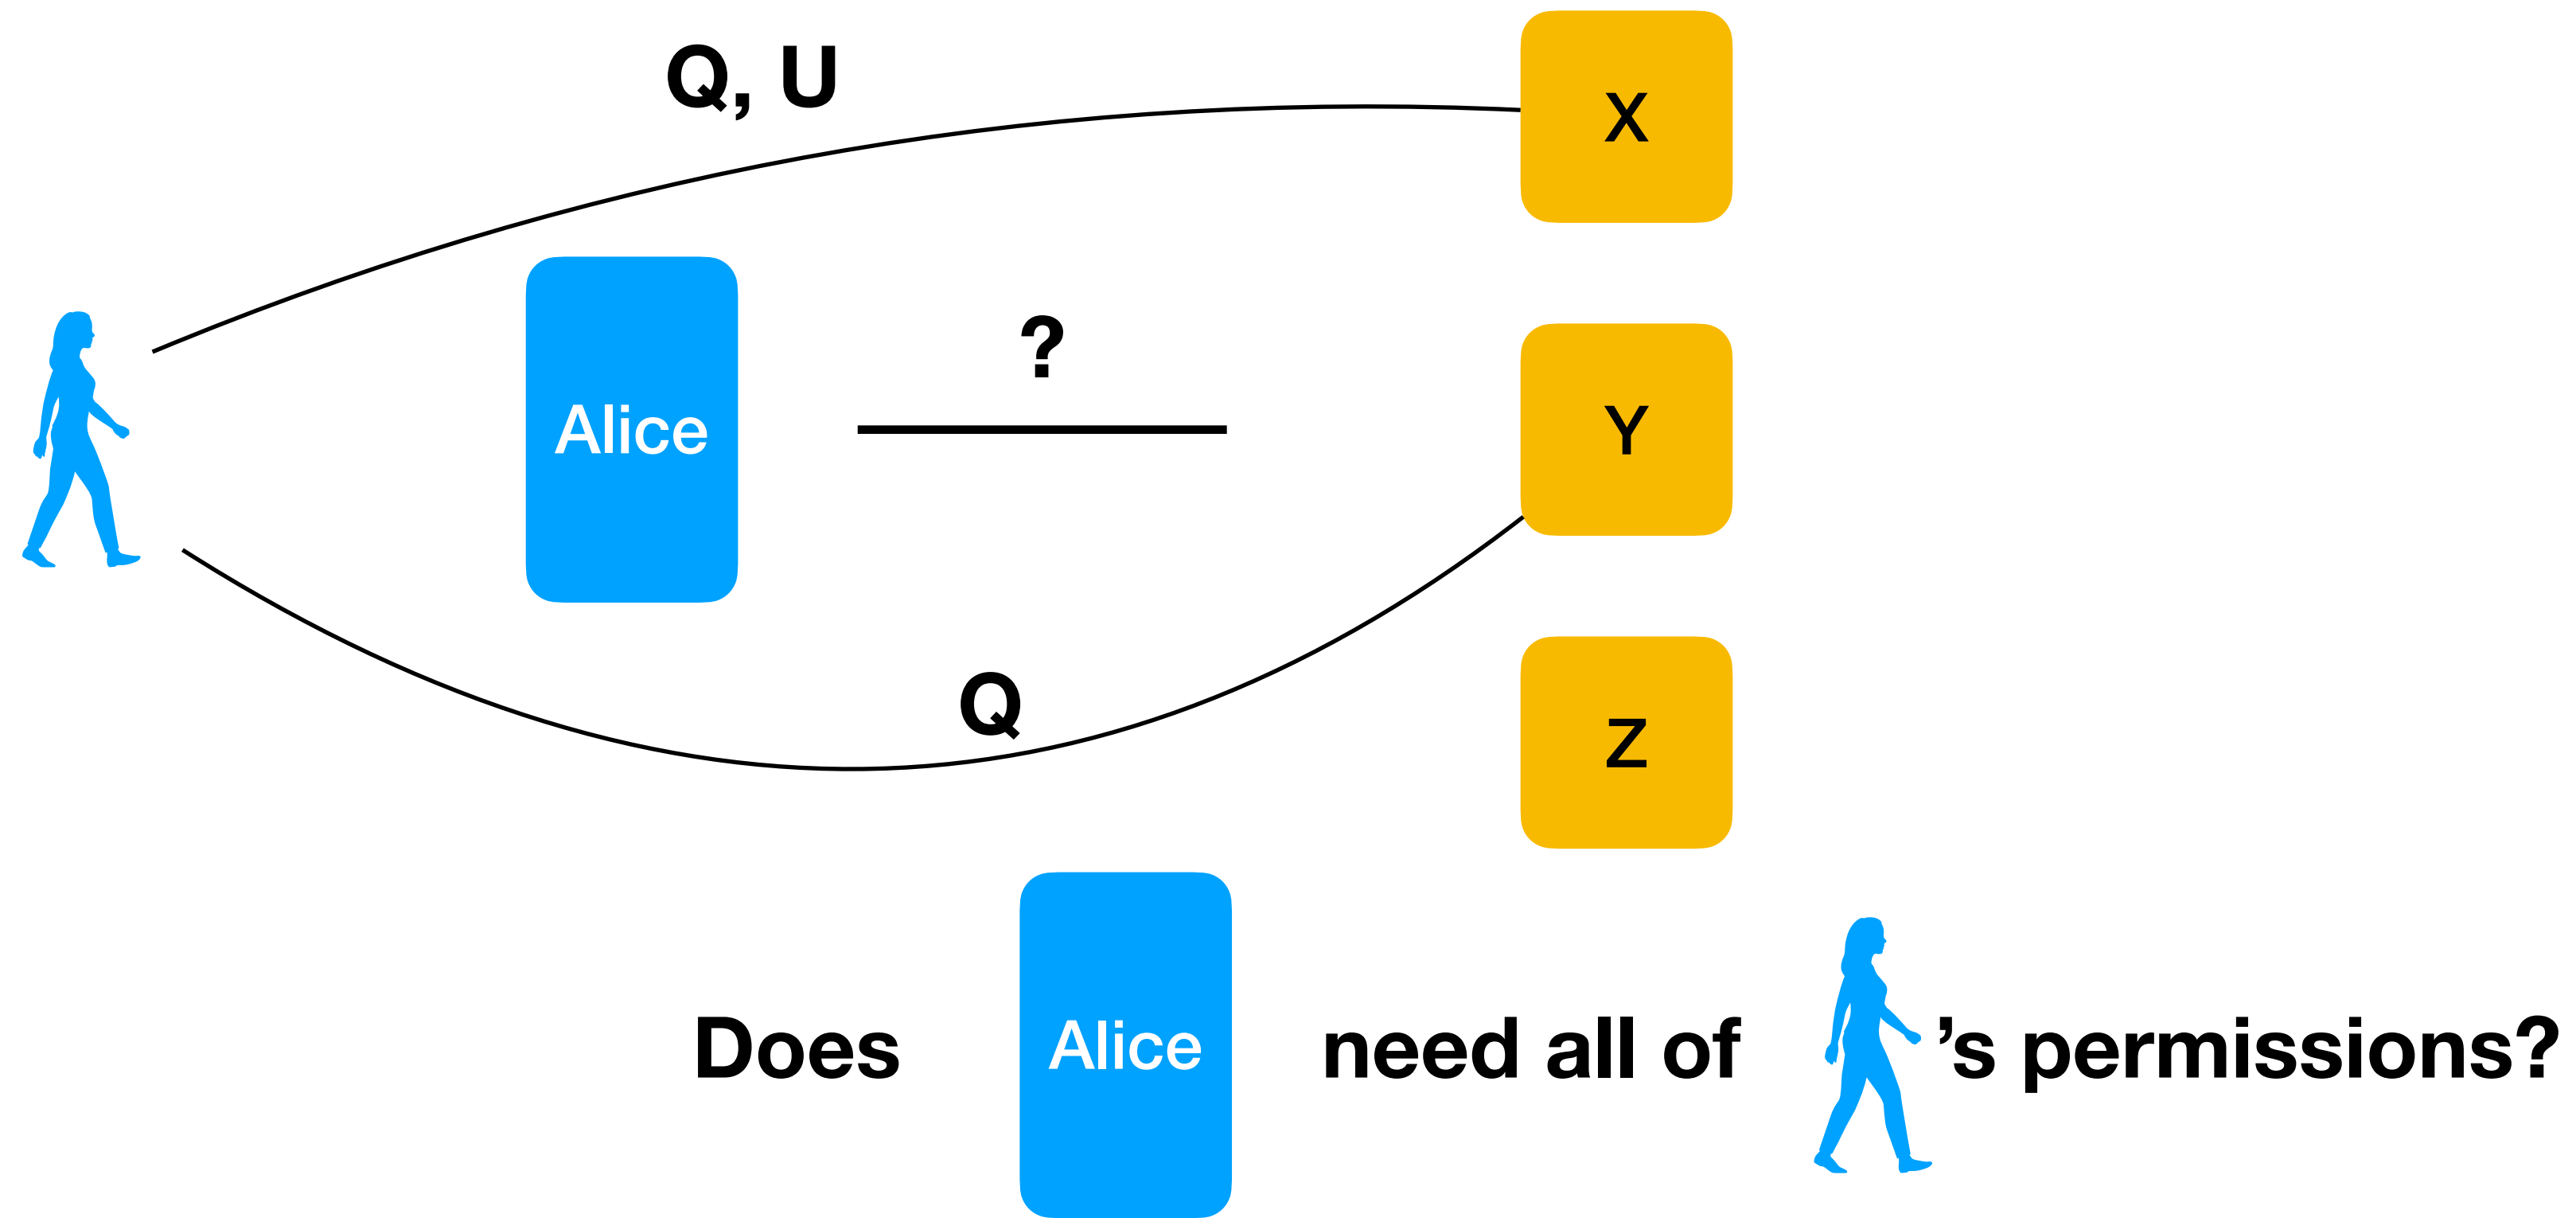 Q, U
X
Alice
?
Y
Q
Z
Does Alice need all of 's permissions?